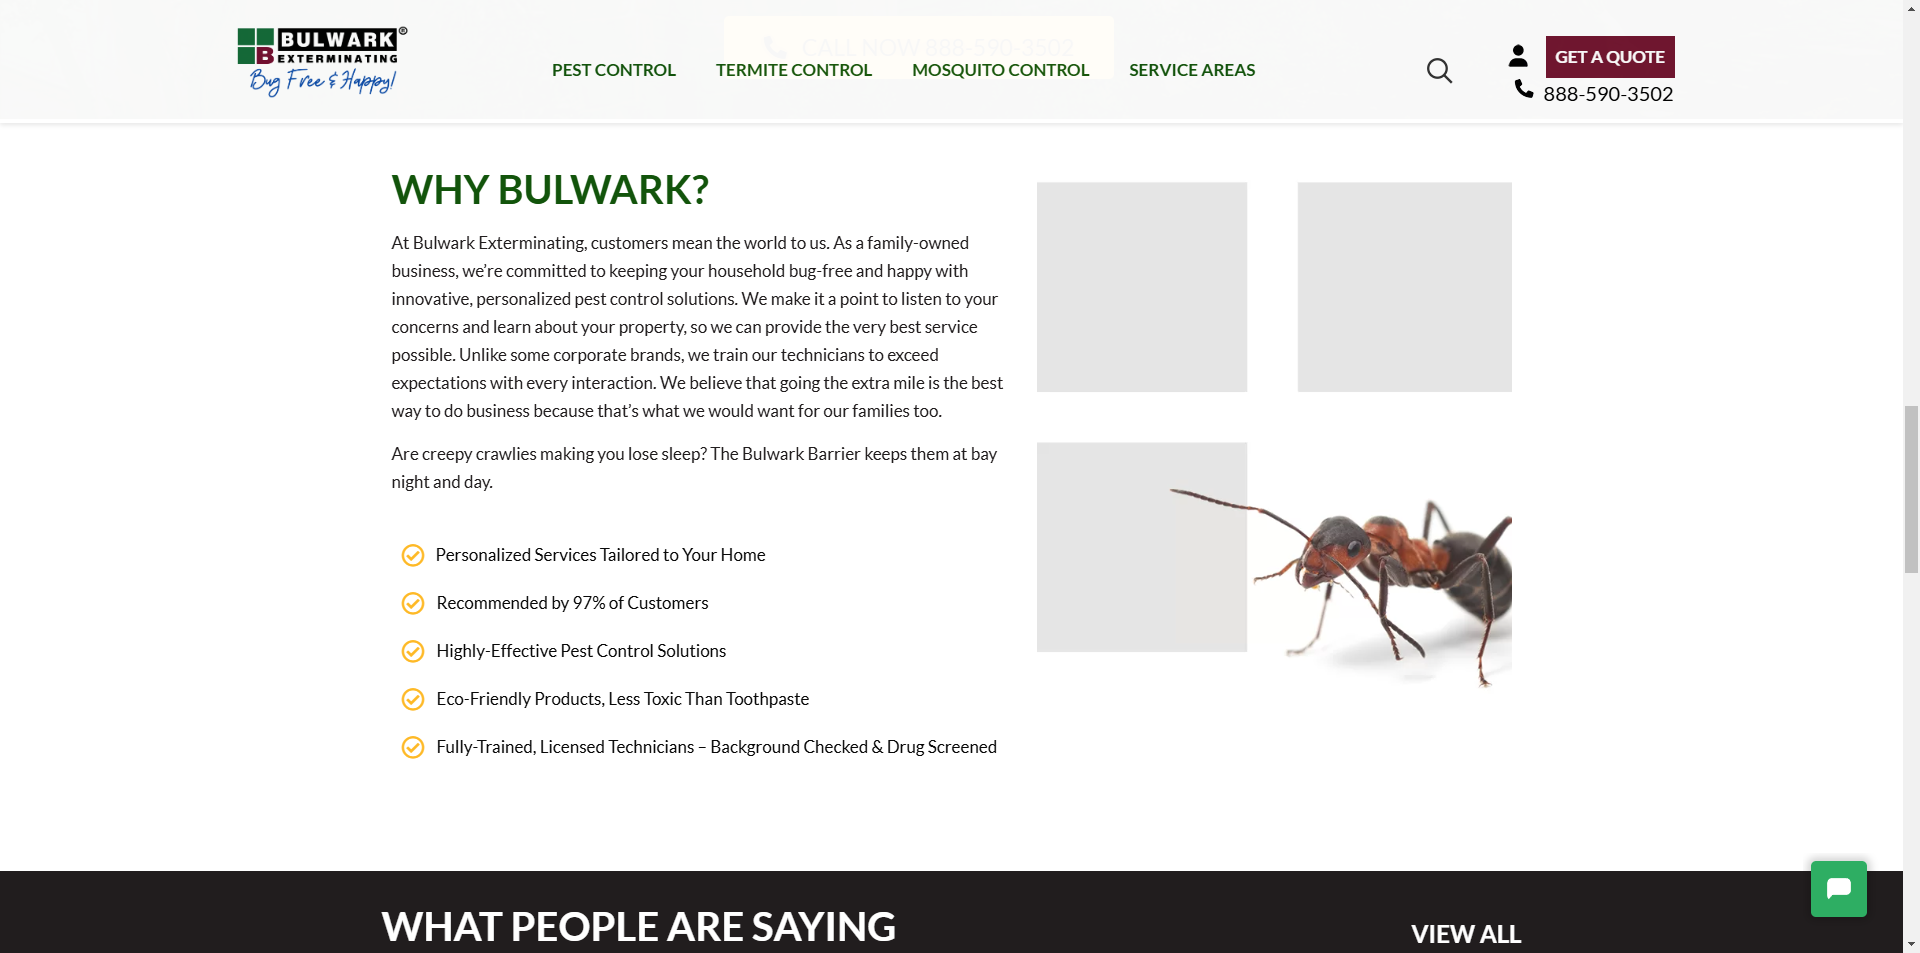 BULWARK®
EXTERMINATING
Bug Free & Happy!
CALL NOW 888-590-3502
PEST CONTROL
TERMITE CONTROL
MOSQUITO CONTROL
SERVICE AREAS
GET A QUOTE
888-590-3502
WHY BULWARK?
At Bulwark Exterminating, customers mean the world to us. As a family-owned
business, we’re committed to keeping your household bug-free and happy with
innovative, personalized pest control solutions. We make it a point to listen to your
concerns and learn about your property, so we can provide the very best service
possible. Unlike some corporate brands, we train our technicians to exceed
expectations with every interaction. We believe that going the extra mile is the best
way to do business because that’s what we would want for our families too.
Are creepy crawlies making you lose sleep? The Bulwark Barrier keeps them at bay
night and day.
Personalized Services Tailored to Your Home
Recommended by 97% of Customers
Highly-Effective Pest Control Solutions
Eco-Friendly Products, Less Toxic Than Toothpaste
Fully-Trained, Licensed Technicians – Background Checked & Drug Screened
WHAT PEOPLE ARE SAYING
VIEW ALL